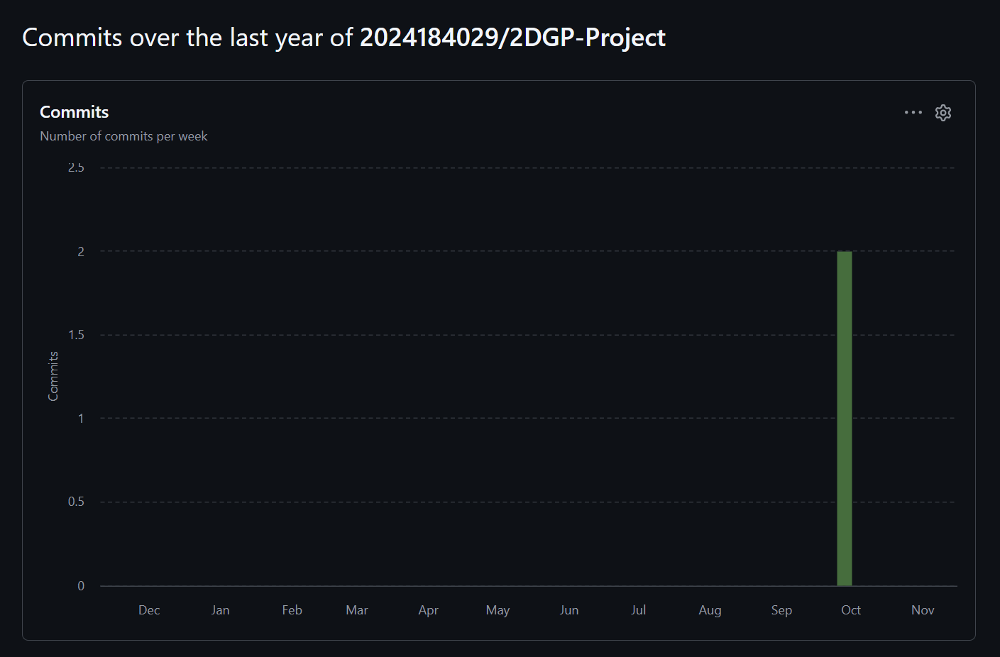 Commits over the last year of 2024184029/2DGP-Project
Commits
Number of commits per week
2.5
2
1.5
1
0.5
0
Commits
Dec Jan Feb Mar Apr May Jun Jul Aug Sep Oct Nov